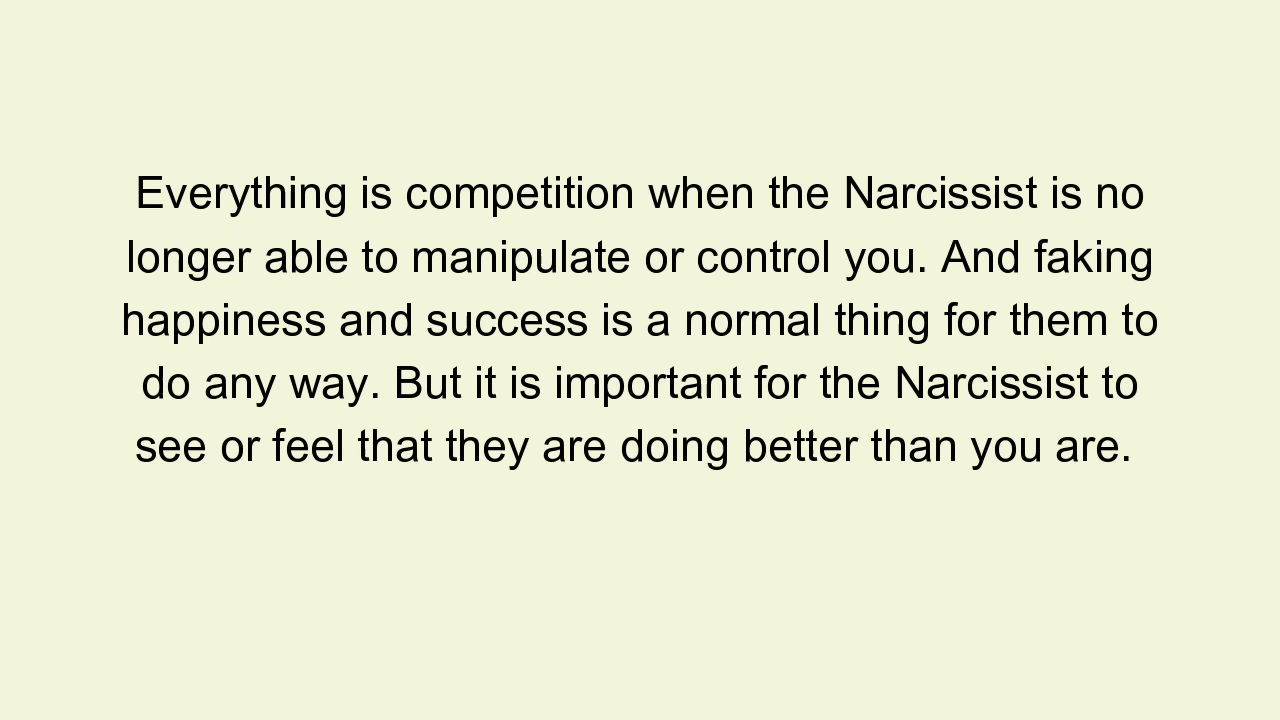 Everything is competition when the Narcissist is no
longer able to manipulate or control you. And faking
happiness and success is a normal thing for them to
do any way. But it is important for the Narcissist to
see or feel that they are doing better than you are.